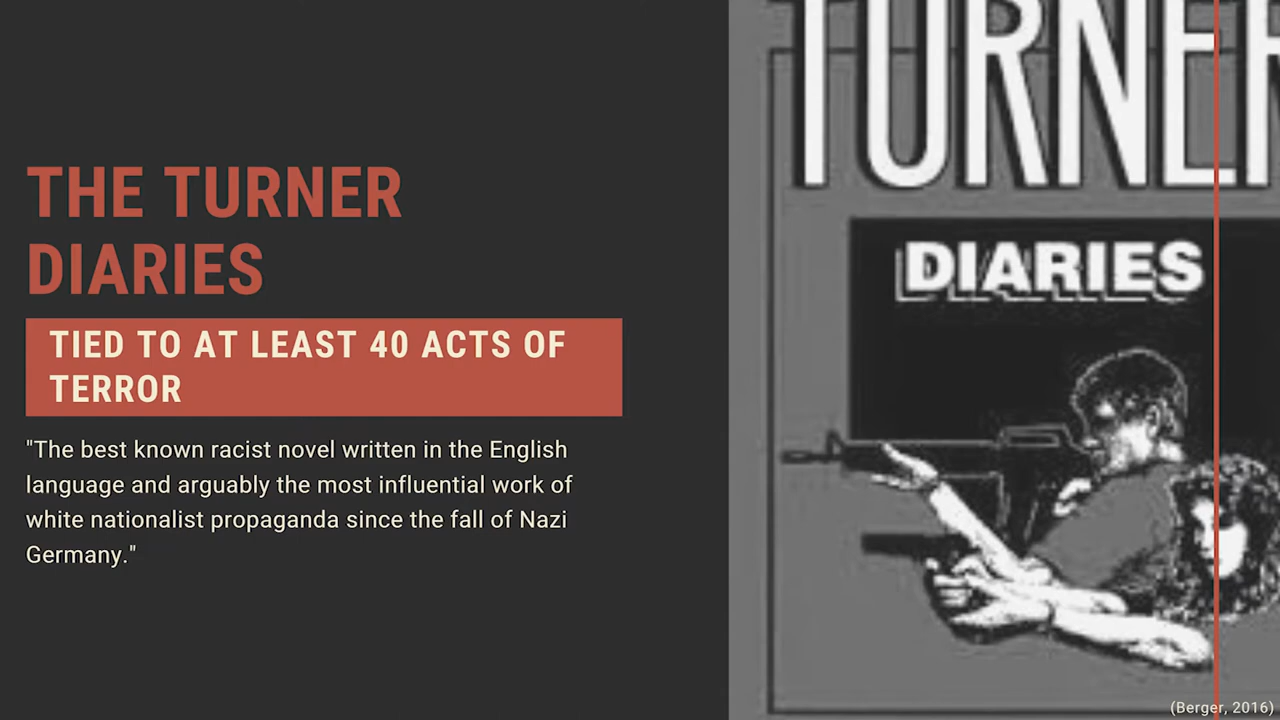 THE TURNER
DIARIES
TIED TO AT LEAST 40 ACTS OF
TERROR
"The best known racist novel written in the English
language and arguably the most influential work of
white nationalist propaganda since the fall of Nazi
Germany."
TURNER
DIARIES
(Berger, 2016)